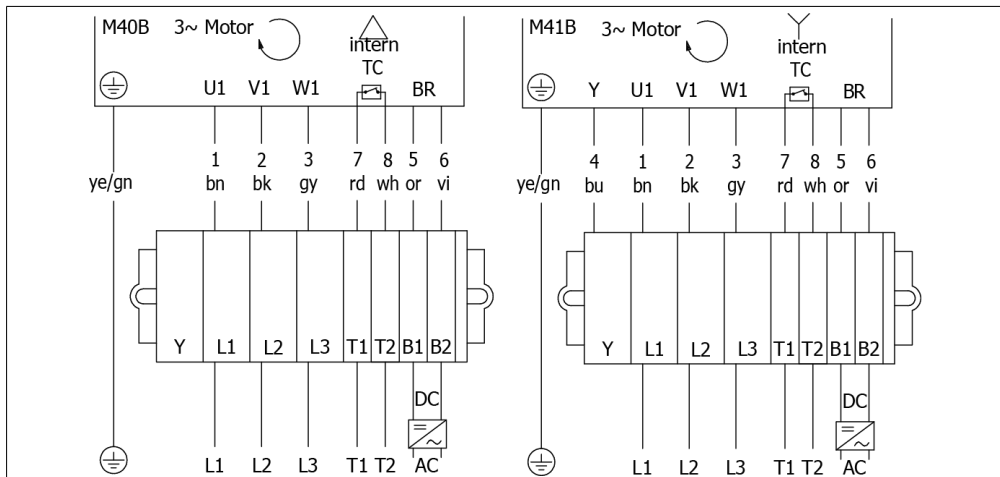 M40B 3~ Motor
intern
TC
U1 V1 W1 BR
1 2 3 7 8 5 6
ye/gn bn bk gy rd wh or vi
Y L1 L2 L3 T1 T2 B1 B2
DC
= ~
L1 L2 L3 T1 T2 AC
M41B 3~ Motor
intern
TC
Y U1 V1 W1 BR
4 1 2 3 7 8 5 6
ye/gn bu bn bk gy rd wh or vi
Y L1 L2 L3 T1 T2 B1 B2
DC
= ~
L1 L2 L3 T1 T2 AC